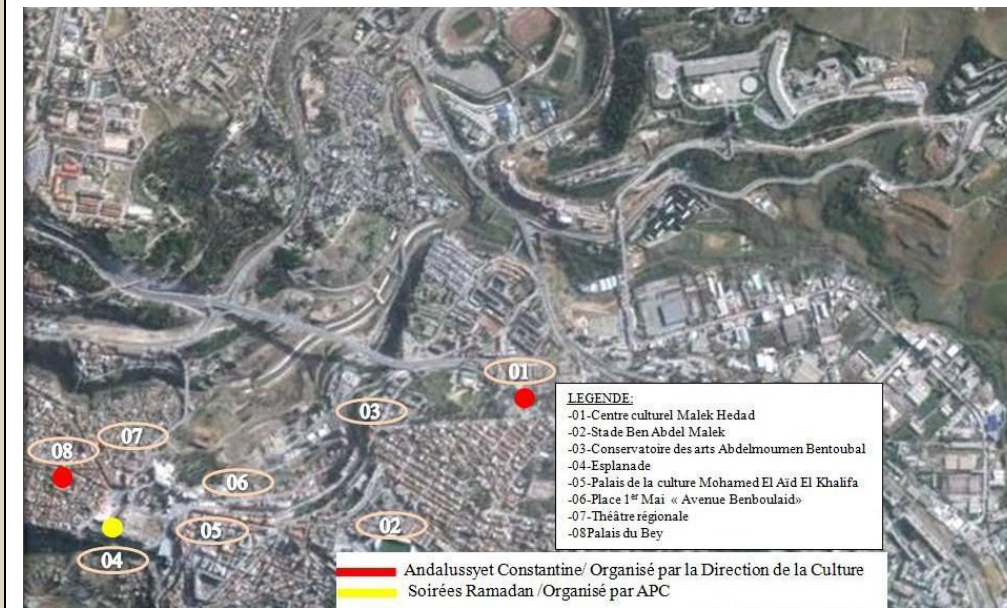 01
03
07
08
06
05
02
04
LEGENDE:
-01-Centre culturel Malek Hedad
-02-Stade Ben Abdel Malek
-03-Conservatoire des arts Abdelmoumen Bentoubal
-04-Esplanade
-05-Palais de la culture Mohamed El Aïd El Khalifa
-06-Place 1er Mai « Avenue Benboulaid»
-07-Théâtre régionale
-08Palais du Bey
Andalussyet Constantine/ Organisé par la Direction de la Culture
Soirées Ramadan /Organisé par APC